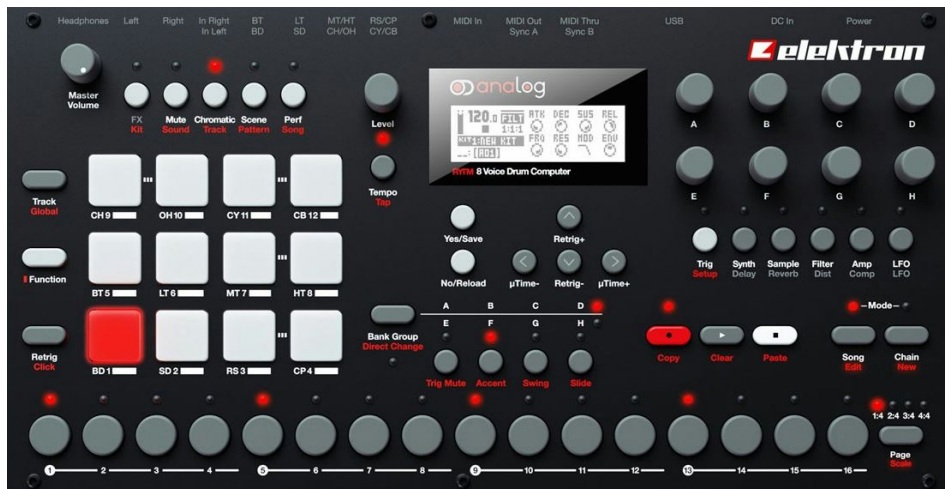 Headphones Left Right In Right BT LT MT/HT RS/CP MIDI In MIDI Out MIDI Thru USB DC In Power
In Left BD SD CH/OH CY/CB Sync A Sync B
elektron
analog
Master
Volume
FX Mute Chromatic Scene Perf
Kit Sound Track Pattern Song
Level
Tempo
Tap
120.0 FILT ATK DEC SUS REL
1:1:1
KIT 1:NEW KIT FRQ RES MOD ENV
__: (A01)
RYTM 8 Voice Drum Computer
A B C D
E F G H
Track
Global
CH 9 OH 10 CY 11 CB 12
Function
BT 5 LT 6 MT 7 HT 8
Retrig
Click
BD 1 SD 2 RS 3 CP 4
Yes/Save Retrig+
No/Reload µTime- Retrig- µTime+
Trig Synth Sample Filter Amp LFO
Setup Delay Reverb Dist Comp LFO
Bank Group
Direct Change
A B C D
E F G H
Trig Mute Accent Swing Slide
Copy Clear Paste
Mode
Song Chain
Edit New
1:4 2:4 3:4 4:4
Page
Scale
1 2 3 4 5 6 7 8 9 10 11 12 13 14 15 16